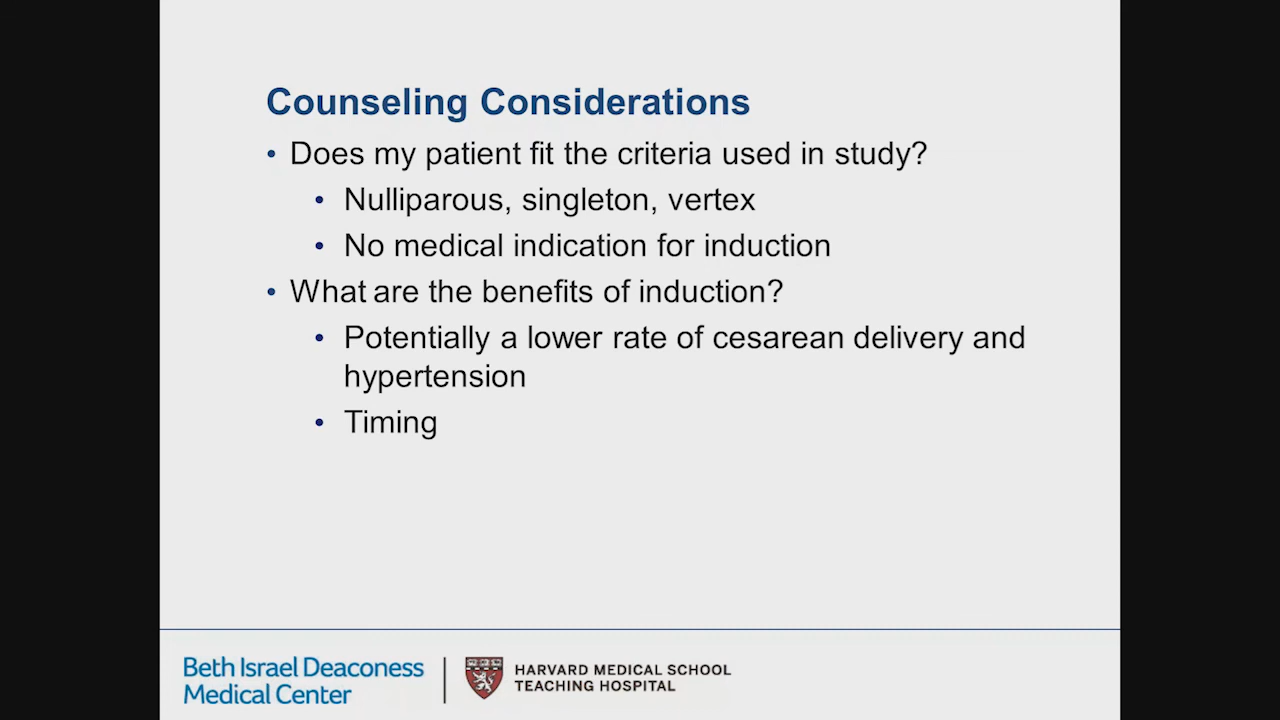 Counseling Considerations
• Does my patient fit the criteria used in study?
• Nulliparous, singleton, vertex
• No medical indication for induction
• What are the benefits of induction?
• Potentially a lower rate of cesarean delivery and
hypertension
• Timing
Beth Israel Deaconess
Medical Center
HARVARD MEDICAL SCHOOL
TEACHING HOSPITAL